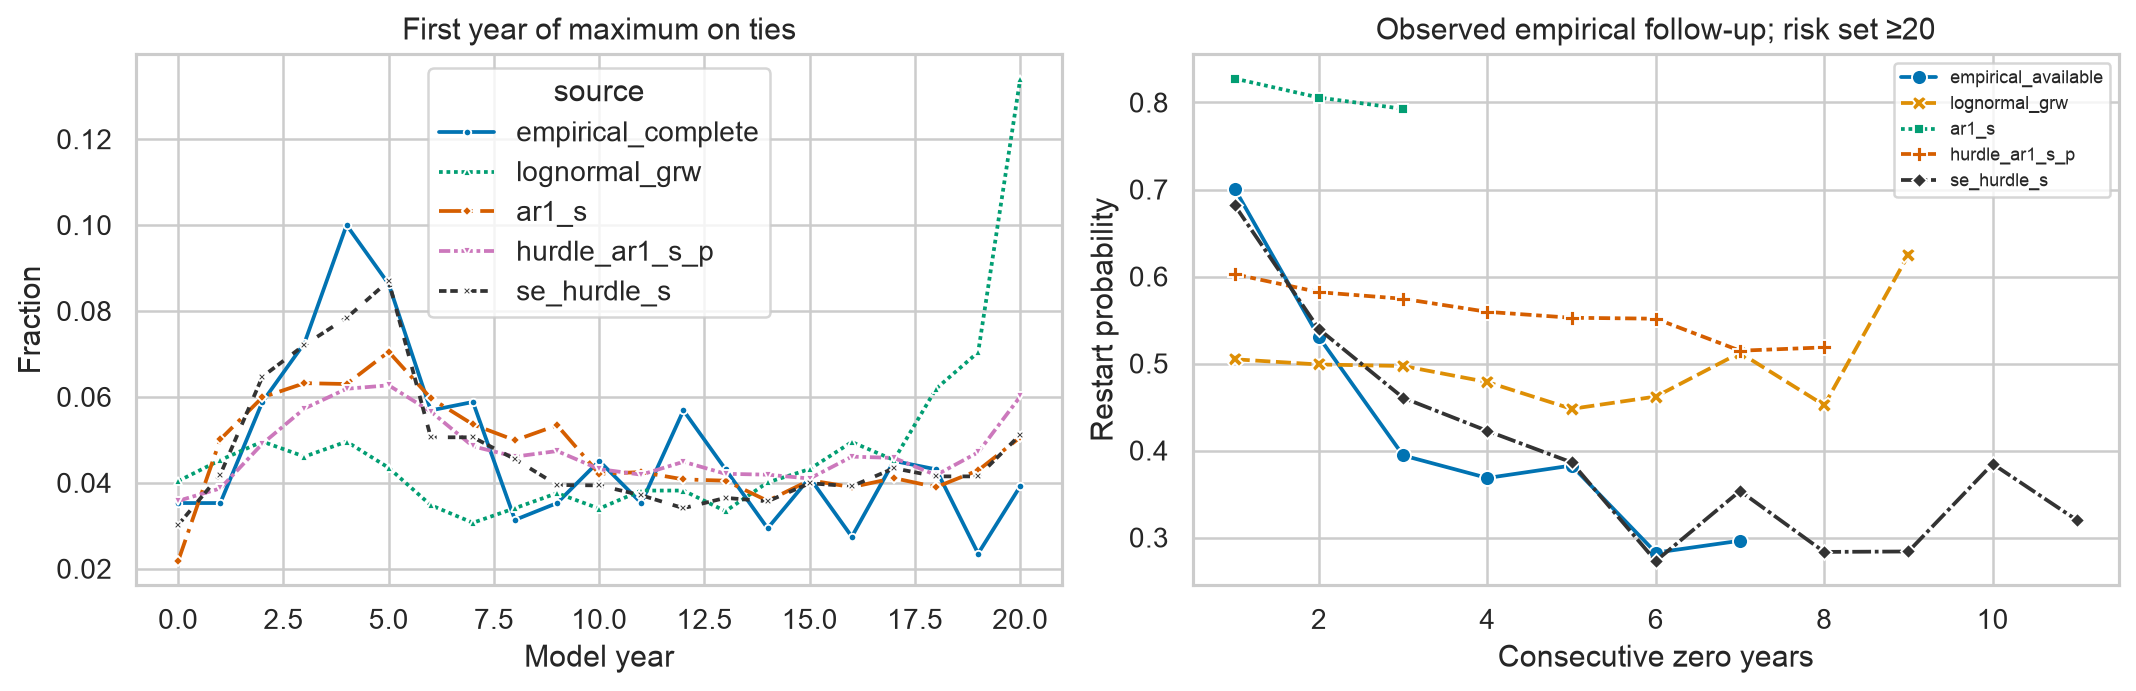 First year of maximum on ties
source
empirical_complete
lognormal_grw
ar1_s
hurdle_ar1_s_p
se_hurdle_s
0.12
0.10
0.08
0.06
0.04
0.02
Fraction
0.0 2.5 5.0 7.5 10.0 12.5 15.0 17.5 20.0
Model year
Observed empirical follow-up; risk set ≥20
empirical_available
lognormal_grw
ar1_s
hurdle_ar1_s_p
se_hurdle_s
0.8
0.7
0.6
0.5
0.4
0.3
Restart probability
2 4 6 8 10
Consecutive zero years